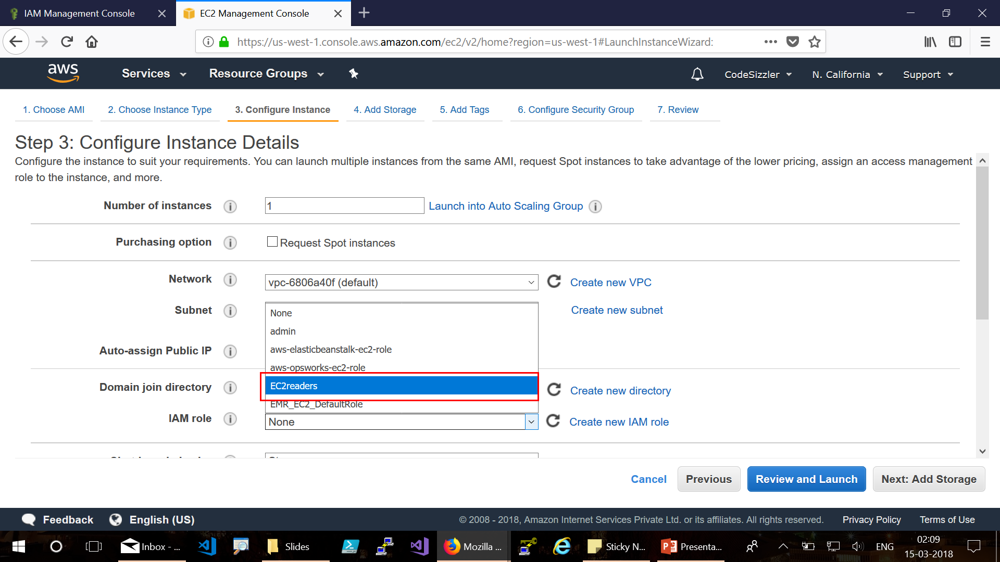 IAM Management Console
EC2 Management Console
https://us-west-1.console.aws.amazon.com/ec2/v2/home?region=us-west-1#LaunchInstanceWizard:
aws Services Resource Groups CodeSizzler N. California Support
1. Choose AMI 2. Choose Instance Type 3. Configure Instance 4. Add Storage 5. Add Tags 6. Configure Security Group 7. Review
Step 3: Configure Instance Details
Configure the instance to suit your requirements. You can launch multiple instances from the same AMI, request Spot instances to take advantage of the lower pricing, assign an access management
role to the instance, and more.
Number of instances 1 Launch into Auto Scaling Group
Purchasing option Request Spot instances
Network vpc-6806a40f (default) Create new VPC
Subnet Create new subnet
None
admin
aws-elasticbeanstalk-ec2-role
Auto-assign Public IP
aws-opsworks-ec2-role
Domain join directory EC2readers Create new directory
EMR_EC2_DefaultRole
IAM role None Create new IAM role
Cancel Previous Review and Launch Next: Add Storage
Feedback English (US) © 2008 - 2018, Amazon Internet Services Private Ltd. or its affiliates. All rights reserved. Privacy Policy Terms of Use
Inbox - ... Slides Mozilla ... Sticky N... Presenta... ENG 02:09
15-03-2018